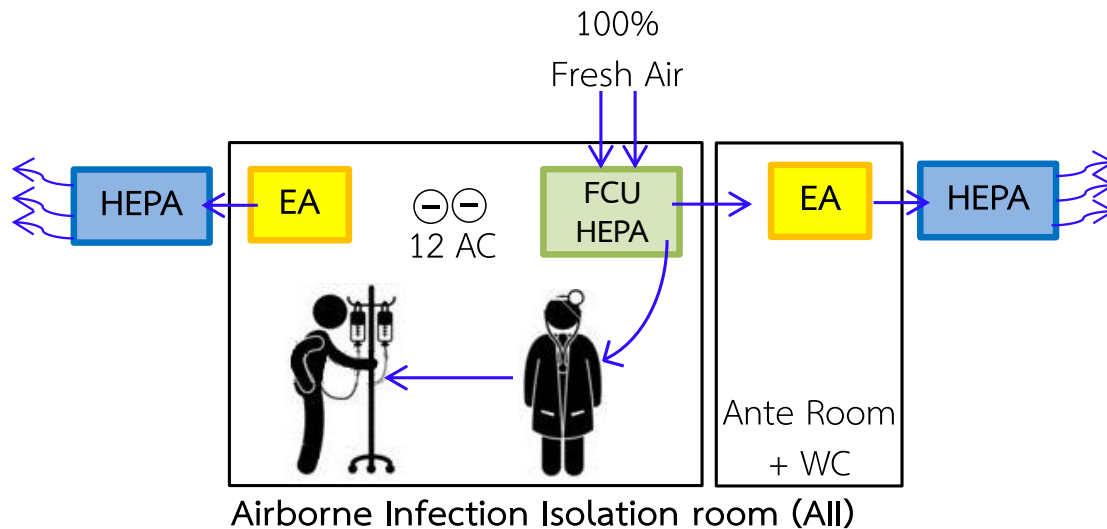 100%
Fresh Air
HEPA
EA
FCU
HEPA
EA
HEPA
⊖⊖
12 AC
Ante Room
+ WC
Airborne Infection Isolation room (AII)